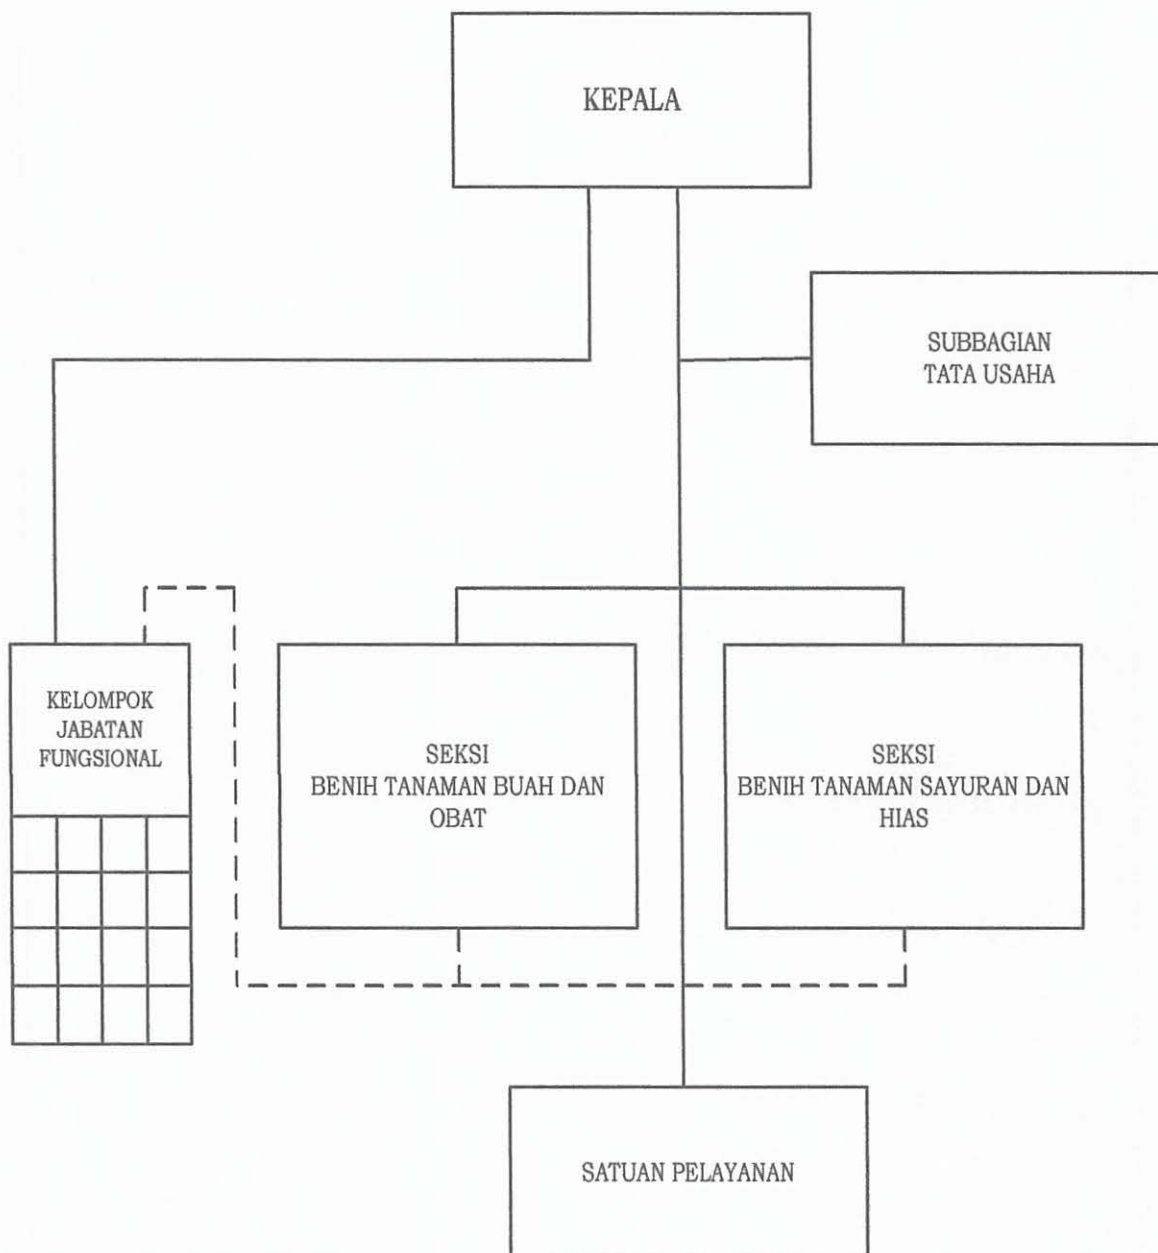 KEPALA
SUBBAGIAN
TATA USAHA
KELOMPOK
JABATAN
FUNGSIONAL
SEKSI
BENIH TANAMAN BUAH DAN
OBAT
SEKSI
BENIH TANAMAN SAYURAN DAN
HIAS
SATUAN PELAYANAN